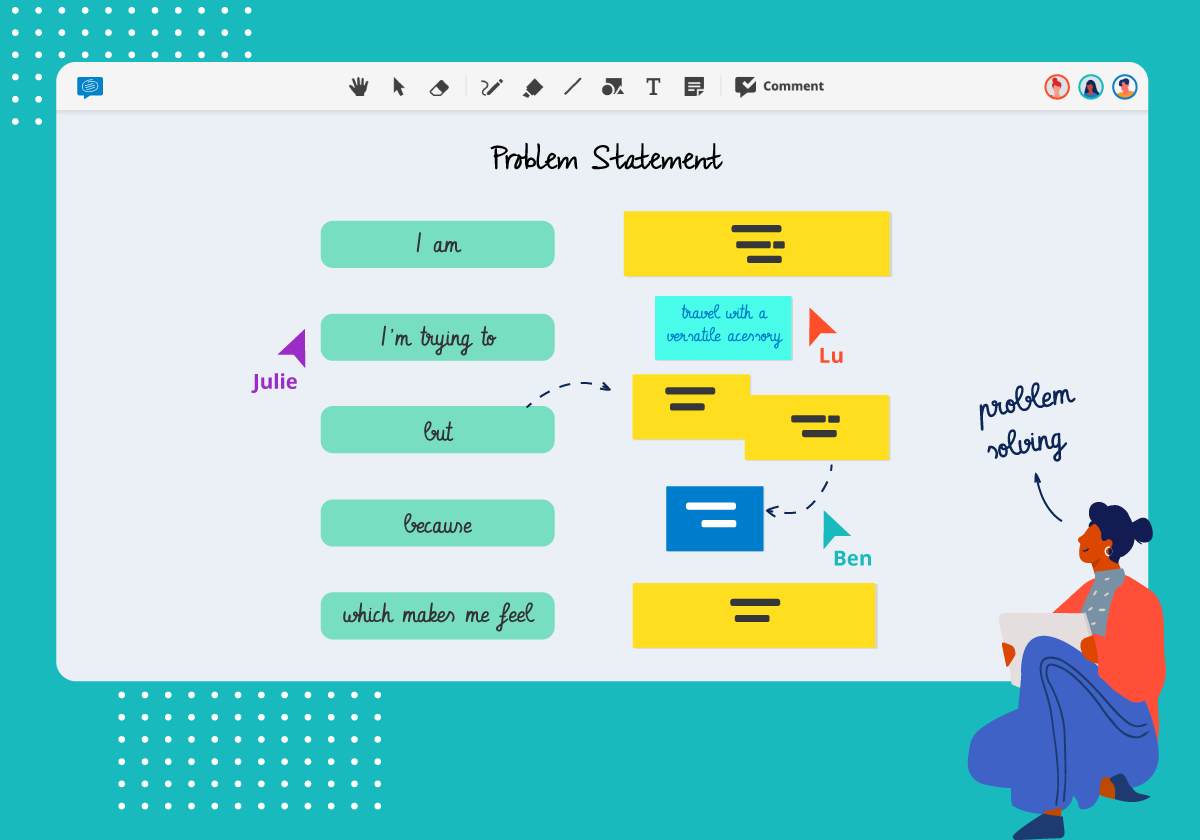 Comment
Problem Statement
I am
I'm trying to
travel with a
versatile acessory
Lu
Julie
but
problem
solving
because
Ben
which makes me feel